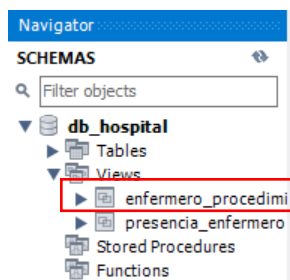 Navigator
SCHEMAS
Filter objects
db_hospital
Tables
Views
enfermero_procedimi
presencia_enfermero
Stored Procedures
Functions